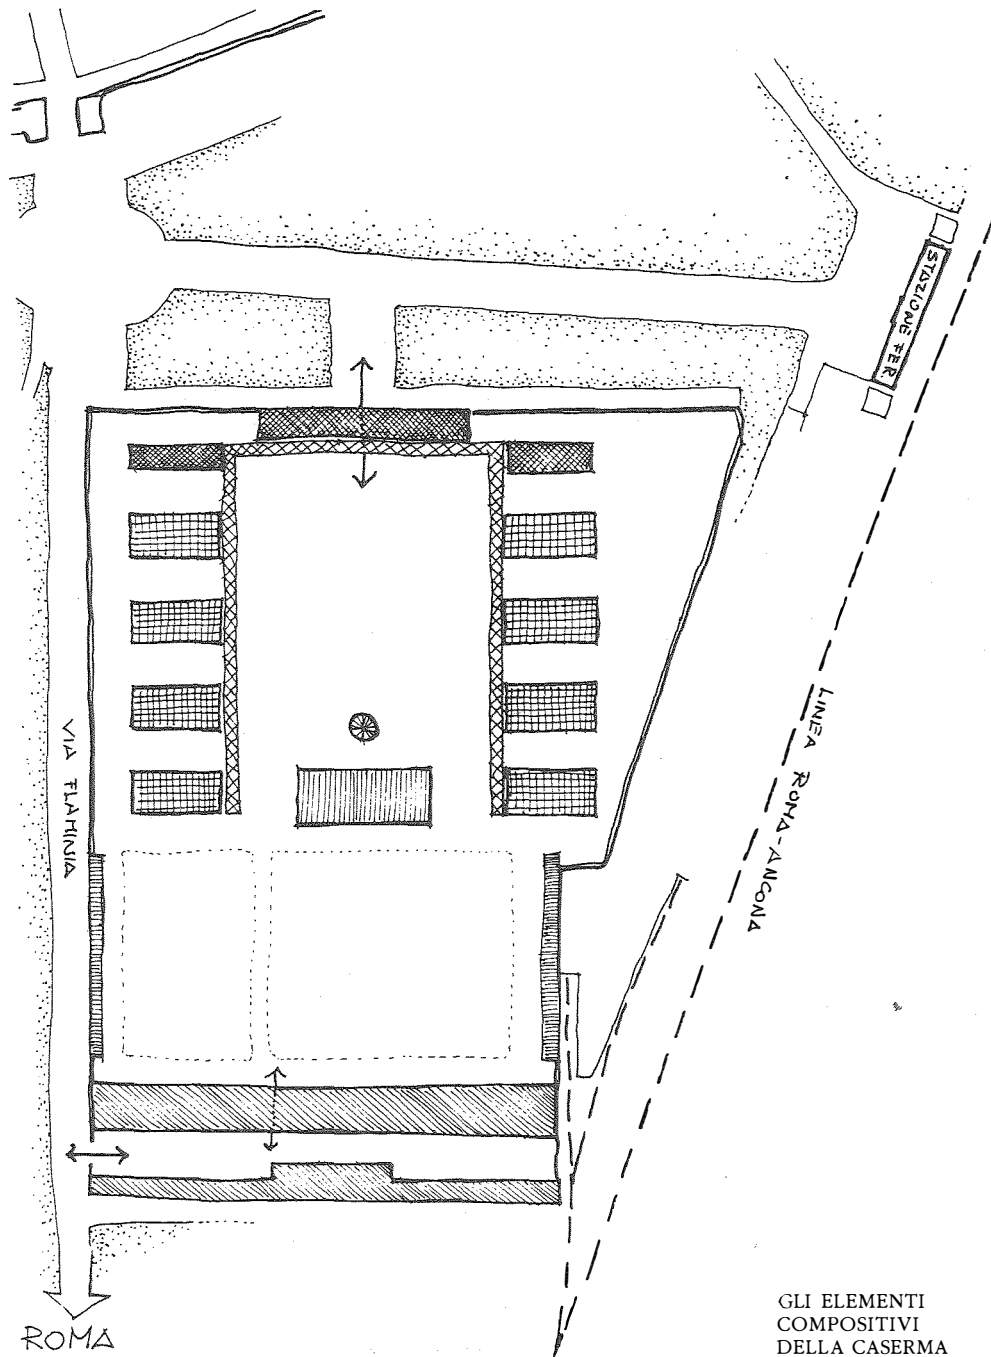 STAZIONE FER.
VIA FLAMINIA
LINEA ROMA-ANCONA
ROMA
GLI ELEMENTI
COMPOSITIVI
DELLA CASERMA